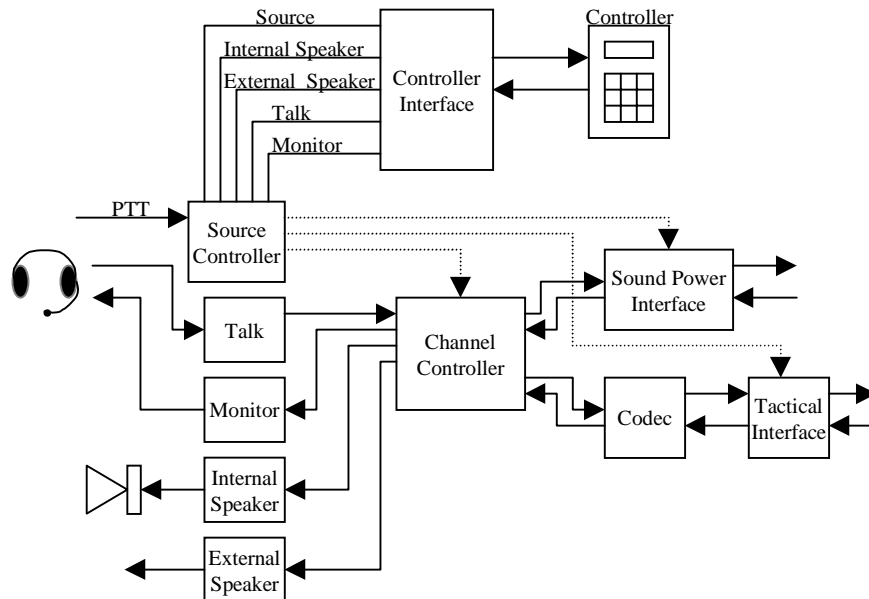 Source
Controller
Internal Speaker
Controller
Interface
External Speaker
Talk
Monitor
PTT
Source
Controller
Sound Power
Interface
Talk
Channel
Controller
Monitor
Codec
Tactical
Interface
Internal
Speaker
External
Speaker